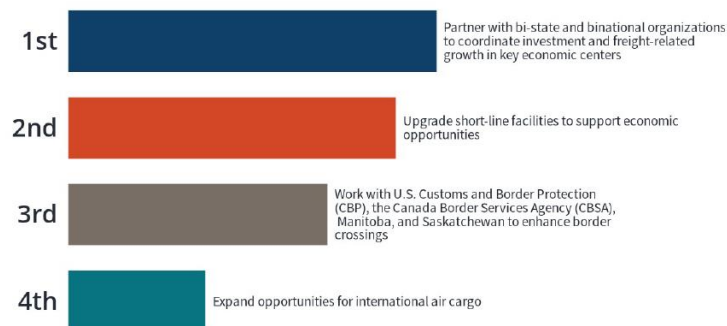 1st
Partner with bi-state and binational organizations
to coordinate investment and freight-related
growth in key economic centers
2nd
Upgrade short-line facilities to support economic
opportunities
3rd
Work with U.S. Customs and Border Protection
(CBP), the Canada Border Services Agency (CBSA),
Manitoba, and Saskatchewan to enhance border
crossings
4th
Expand opportunities for international air cargo